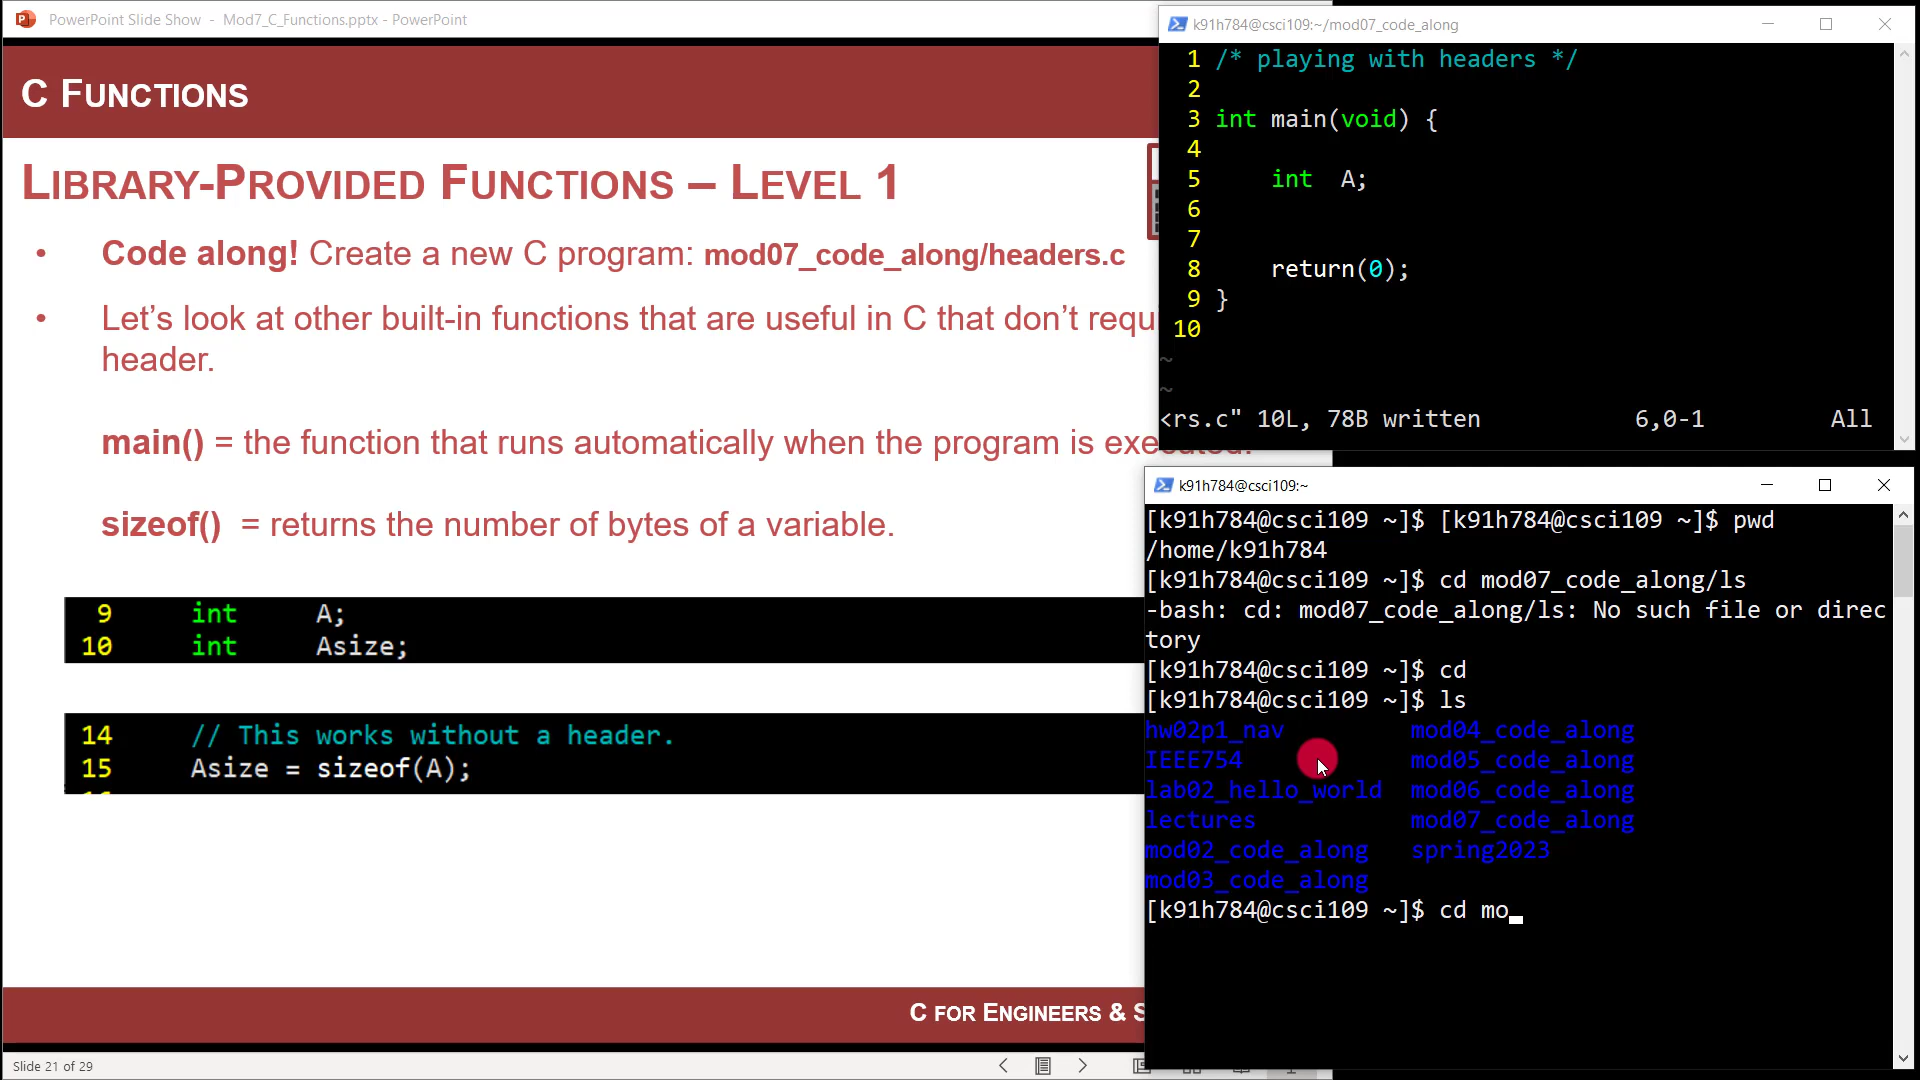 PowerPoint Slide Show - Mod7_C_Functions.pptx - PowerPoint
C FUNCTIONS
LIBRARY-PROVIDED FUNCTIONS – LEVEL 1
• Code along! Create a new C program: mod07_code_along/headers.c
• Let’s look at other built-in functions that are useful in C that don’t requ
header.
main() = the function that runs automatically when the program is executed.
sizeof() = returns the number of bytes of a variable.
9 int A;
10 int Asize;
14 // This works without a header.
15 Asize = sizeof(A);
C FOR ENGINEERS & S
Slide 21 of 29
k91h784@csci109:~/mod07_code_along
1 /* playing with headers */
2
3 int main(void) {
4
5 int A;
6
7
8 return(0);
9 }
10
~
~
<rs.c" 10L, 78B written 6,0-1 All
k91h784@csci109:~
[k91h784@csci109 ~]$ [k91h784@csci109 ~]$ pwd
/home/k91h784
[k91h784@csci109 ~]$ cd mod07_code_along/ls
-bash: cd: mod07_code_along/ls: No such file or direc
tory
[k91h784@csci109 ~]$ cd
[k91h784@csci109 ~]$ ls
hw02p1_nav mod04_code_along
IEEE754 mod05_code_along
lab02_hello_world mod06_code_along
lectures mod07_code_along
mod02_code_along spring2023
mod03_code_along
[k91h784@csci109 ~]$ cd mo